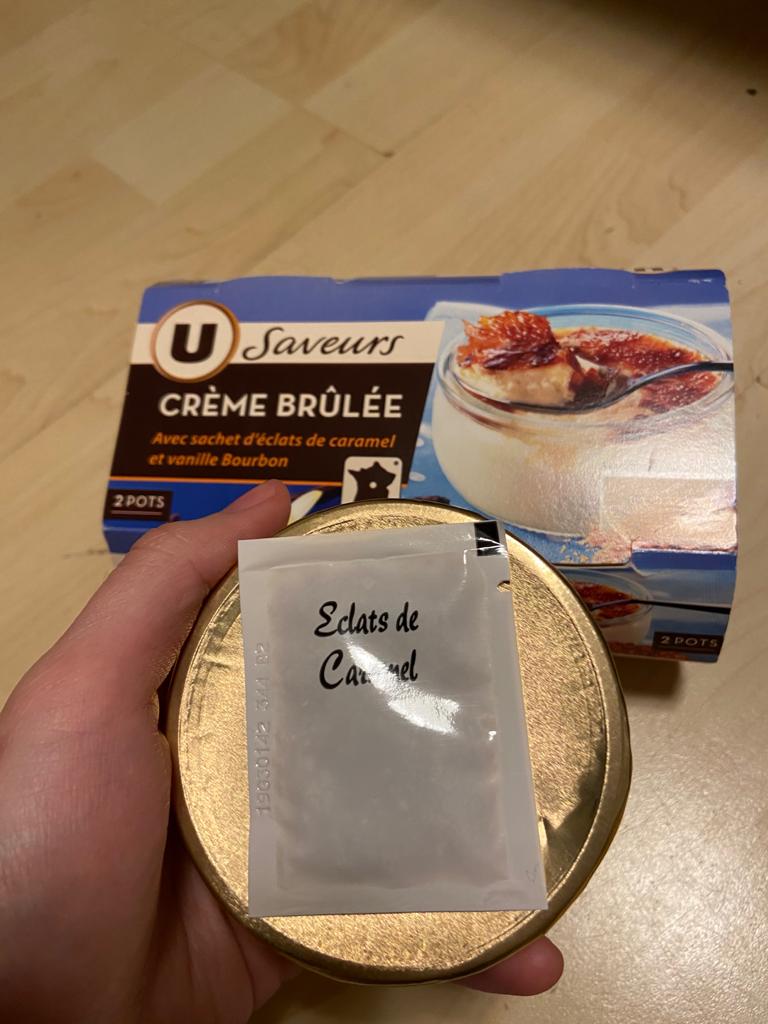 U Saveurs
CRÈME BRÛLÉE
Avec sachet d'éclats de caramel
et vanille Bourbon
2 POTS
2 POTS
Eclats de
Caramel